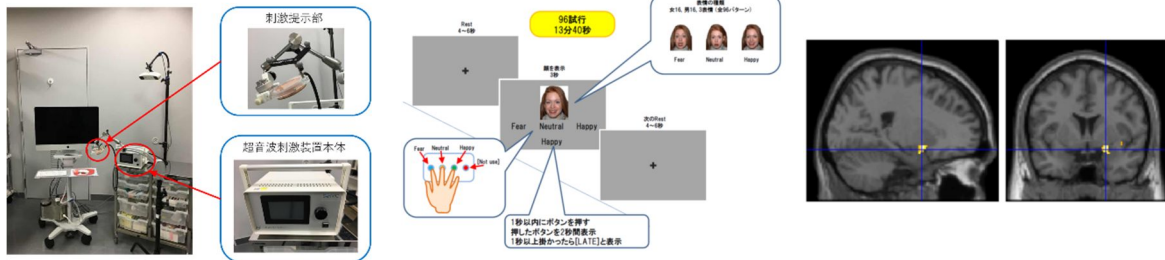 刺激提示部
超音波刺激装置本体
Rest
4～6秒
96試行
13分40秒
顔を表示
3秒
Fear Neutral Happy
Happy
表情の種類
女16, 男16, 3表情 (全96パターン)
Fear Neutral Happy
次のRest
4～6秒
Fear Neutral Happy
[Not use]
1秒以内にボタンを押す
押したボタンを2秒間表示
1秒以上掛かったら[LATE]と表示